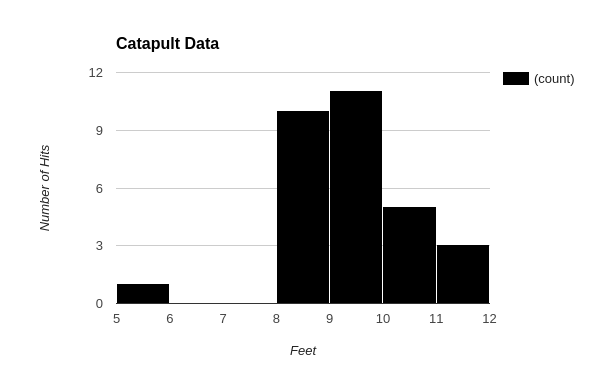 Catapult Data
(count)
12
9
6
3
0
Number of Hits
5 6 7 8 9 10 11 12
Feet